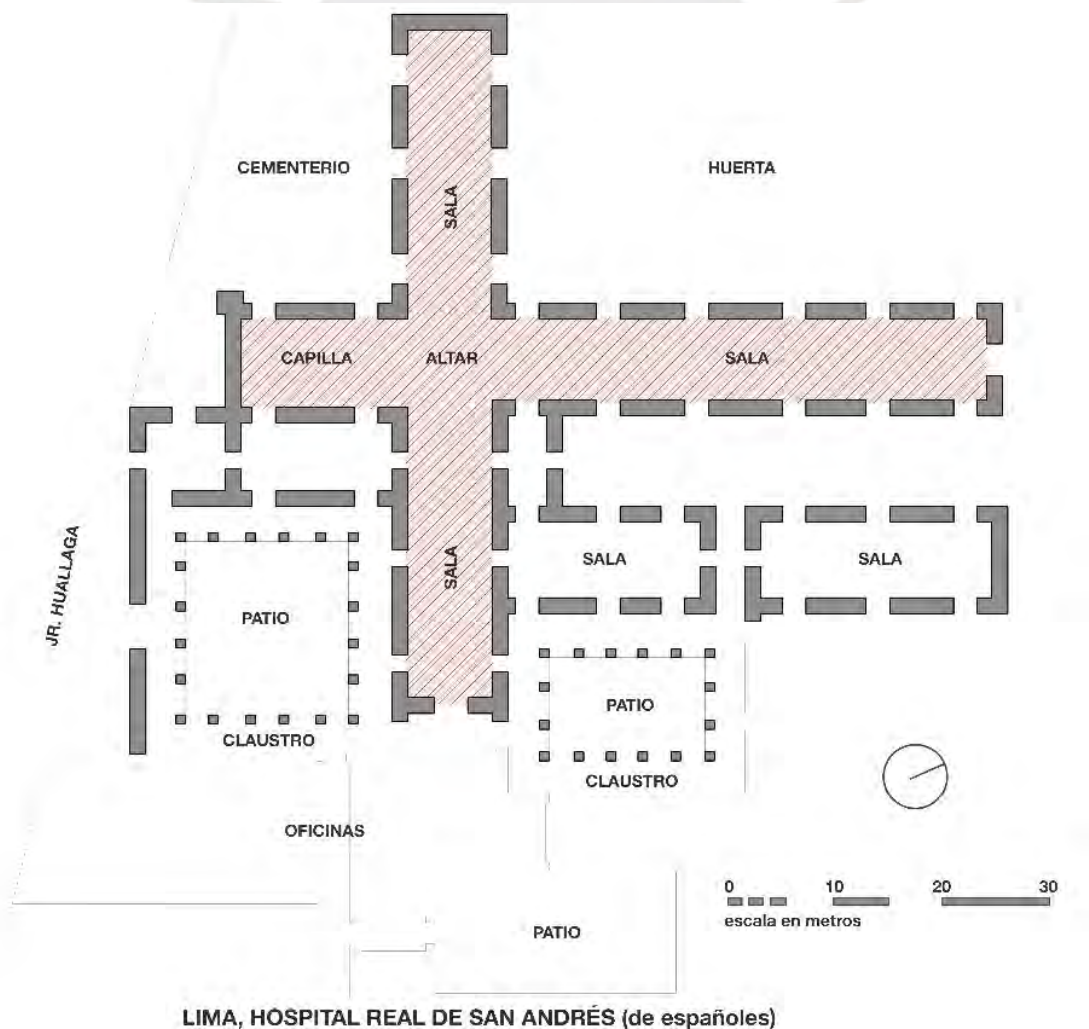 CEMENTERIO
HUERTA
SALA
CAPILLA
ALTAR
SALA
JR. HUALLAGA
SALA
SALA
SALA
PATIO
PATIO
CLAUSTRO
CLAUSTRO
OFICINAS
0 10 20 30
escala en metros
PATIO
LIMA, HOSPITAL REAL DE SAN ANDRÉS (de españoles)